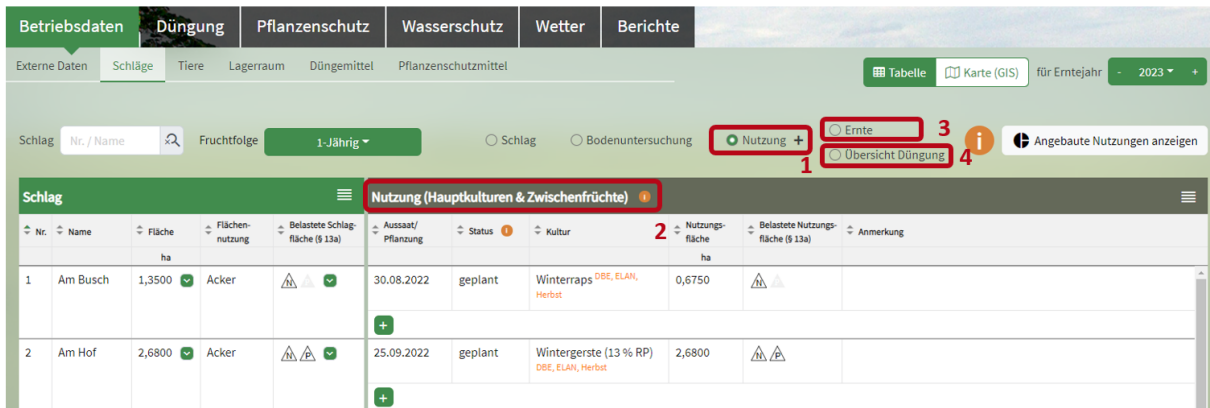 Betriebsdaten Düngung Pflanzenschutz Wasserschutz Wetter Berichte
Externe Daten Schläge Tiere Lagerraum Düngemittel Pflanzenschutzmittel
Tabelle Karte (GIS) für Erntejahr - 2023 +
Schlag Nr. / Name Fruchtfolge 1-Jährig Schlag Bodenuntersuchung Nutzung + Ernte 3 i Angebaute Nutzungen anzeigen
1 Übersicht Düngung 4
Schlag Nutzung (Hauptkulturen & Zwischenfrüchte) i
Nr. Name Fläche Flächen-nutzung Belastete Schlag-fläche (§ 13a) Aussaat/Pflanzung Status i Kultur 2 Nutzungs-fläche Belastete Nutzungs-fläche (§ 13a) Anmerkung
ha ha
1 Am Busch 1,3500 Acker N 30.08.2022 geplant Winterraps DBE, ELAN, 0,6750 N
Herbst
+
2 Am Hof 2,6800 Acker N P 25.09.2022 geplant Wintergerste (13 % RP) 2,6800 N P
DBE, ELAN, Herbst
+